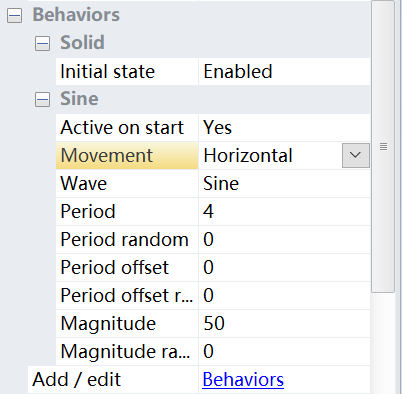 Behaviors
Solid
Initial state Enabled
Sine
Active on start Yes
Movement Horizontal
Wave Sine
Period 4
Period random 0
Period offset 0
Period offset r... 0
Magnitude 50
Magnitude ra... 0
Add / edit Behaviors